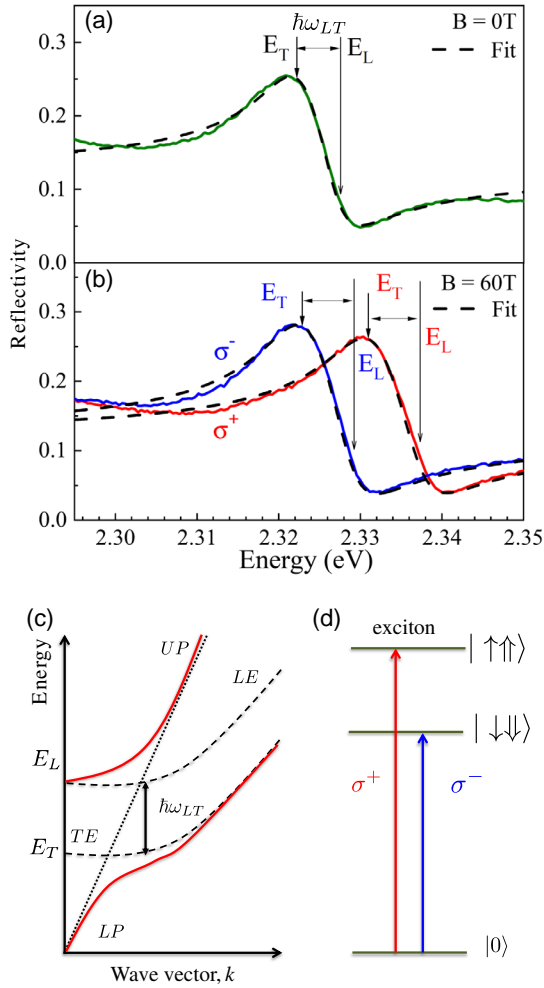 (a)
ħω_LT
B = 0T
E_T
E_L
Fit
0.3
0.2
0.1
0.0
Reflectivity
(b)
B = 60T
E_T
E_T
Fit
0.3
σ⁻
E_L
E_L
0.2
σ⁺
0.1
0.0
2.30 2.31 2.32 2.33 2.34 2.35
Energy (eV)
(c)
Energy
UP
LE
E_L
ħω_LT
TE
E_T
LP
Wave vector, k
(d)
exciton
| ↑⇑⟩
| ↓⇓⟩
σ⁺
σ⁻
|0⟩